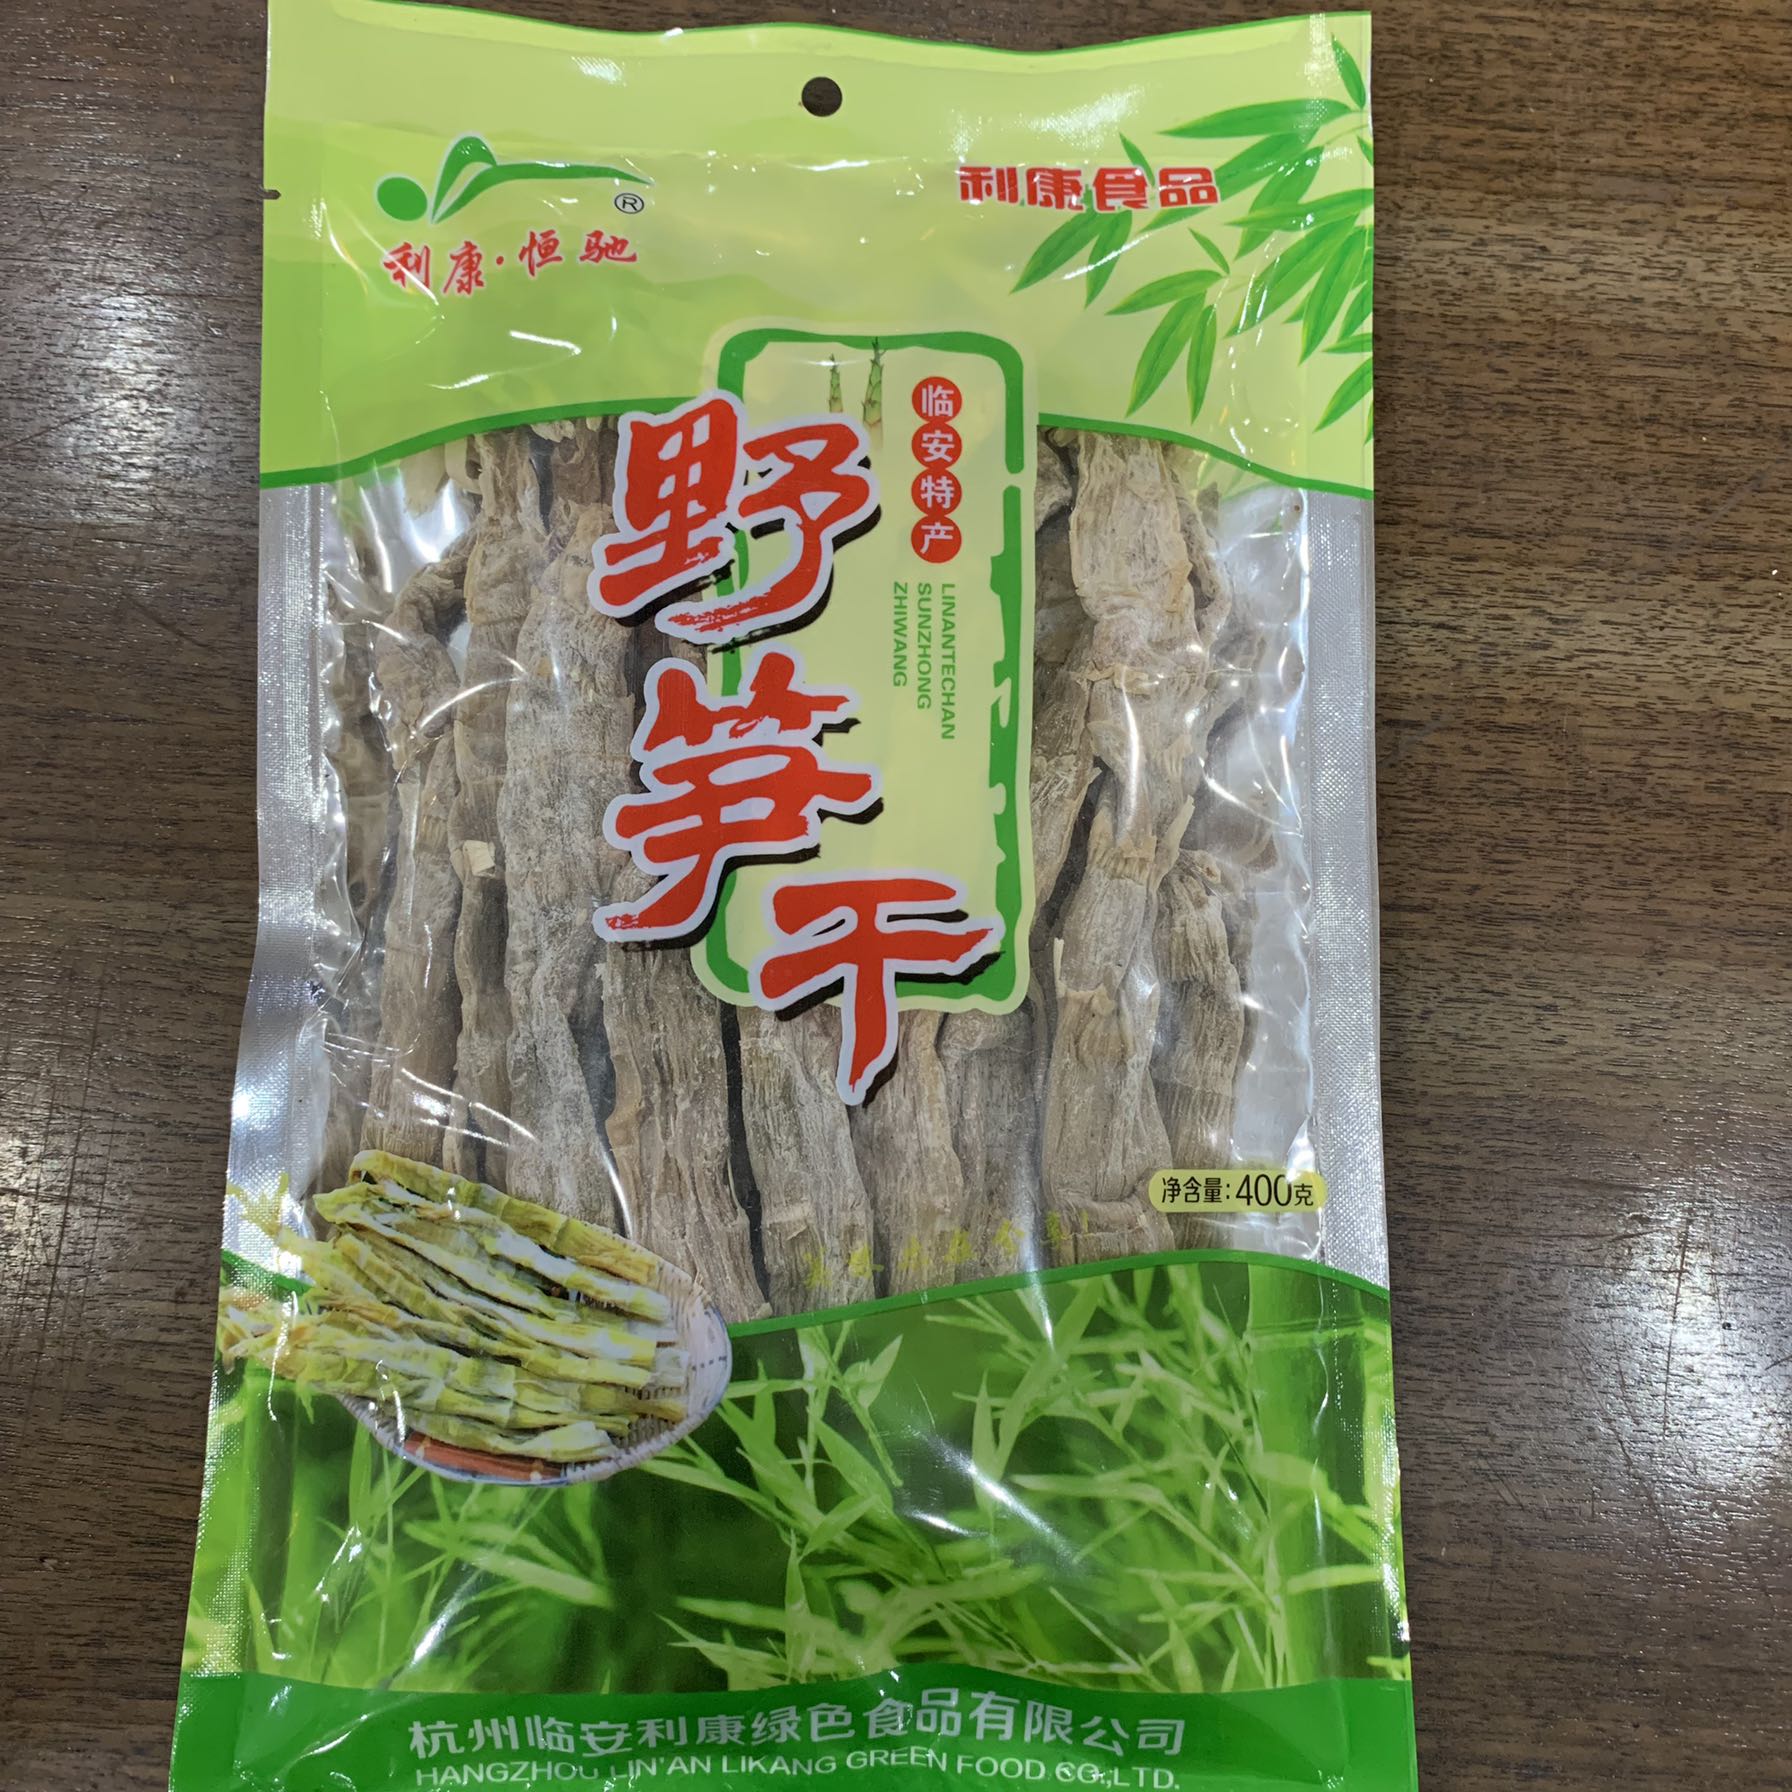 ®
利康·恒驰
利康食品
临安特产
LINANTECHAN
SUNZHONG
ZHIWANG
野笋干
净含量:400克
杭州临安利康绿色食品有限公司
HANGZHOU LIN'AN LIKANG GREEN FOOD CO.,LTD.